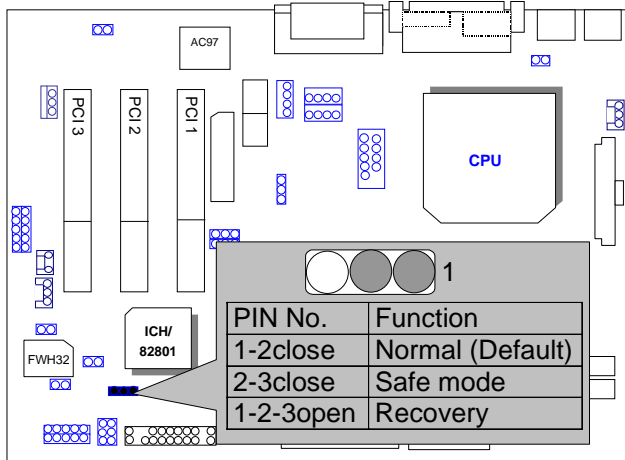 AC97
PCI 3
PCI 2
PCI 1
CPU
1
PIN No. Function
1-2close Normal (Default)
2-3close Safe mode
1-2-3open Recovery
ICH/
82801
FWH32